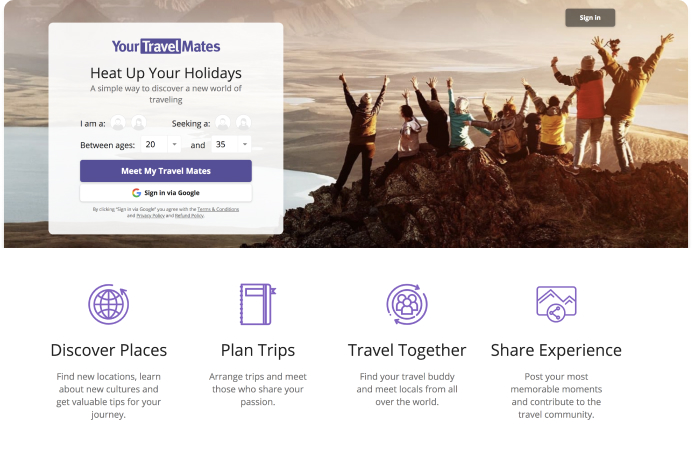 Sign in
YourTravelMates
Heat Up Your Holidays
A simple way to discover a new world of
traveling
I am a: Seeking a:
Between ages: 20 and 35
Meet My Travel Mates
Sign in via Google
By clicking "Sign in via Google" you agree with the Terms & Conditions
and Privacy Policy and Refund Policy.
Discover Places
Find new locations, learn
about new cultures and
get valuable tips for your
journey.
Plan Trips
Arrange trips and meet
those who share your
passion.
Travel Together
Find your travel buddy
and meet locals from all
over the world.
Share Experience
Post your most
memorable moments
and contribute to the
travel community.